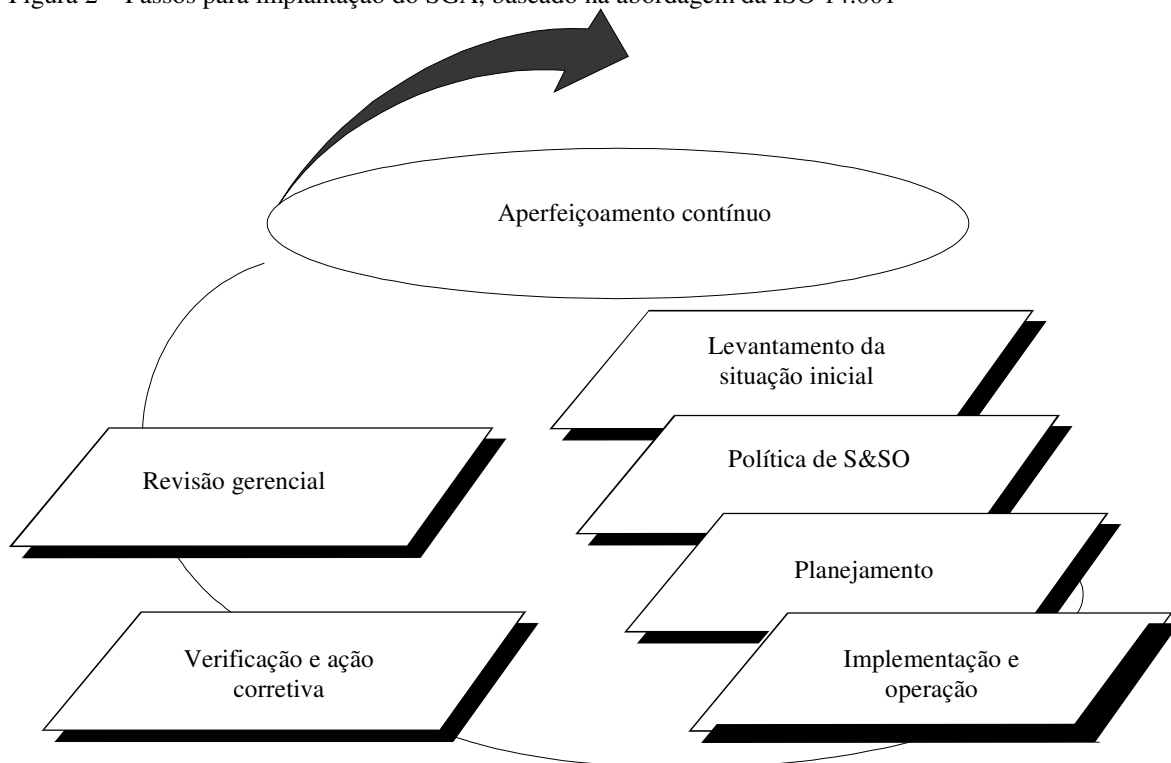 Figura 2 – Passos para implantação do SGA, baseado na abordagem da ISO 14.001
Aperfeiçoamento contínuo
Levantamento da
situação inicial
Política de S&SO
Revisão gerencial
Planejamento
Verificação e ação
corretiva
Implementação e
operação